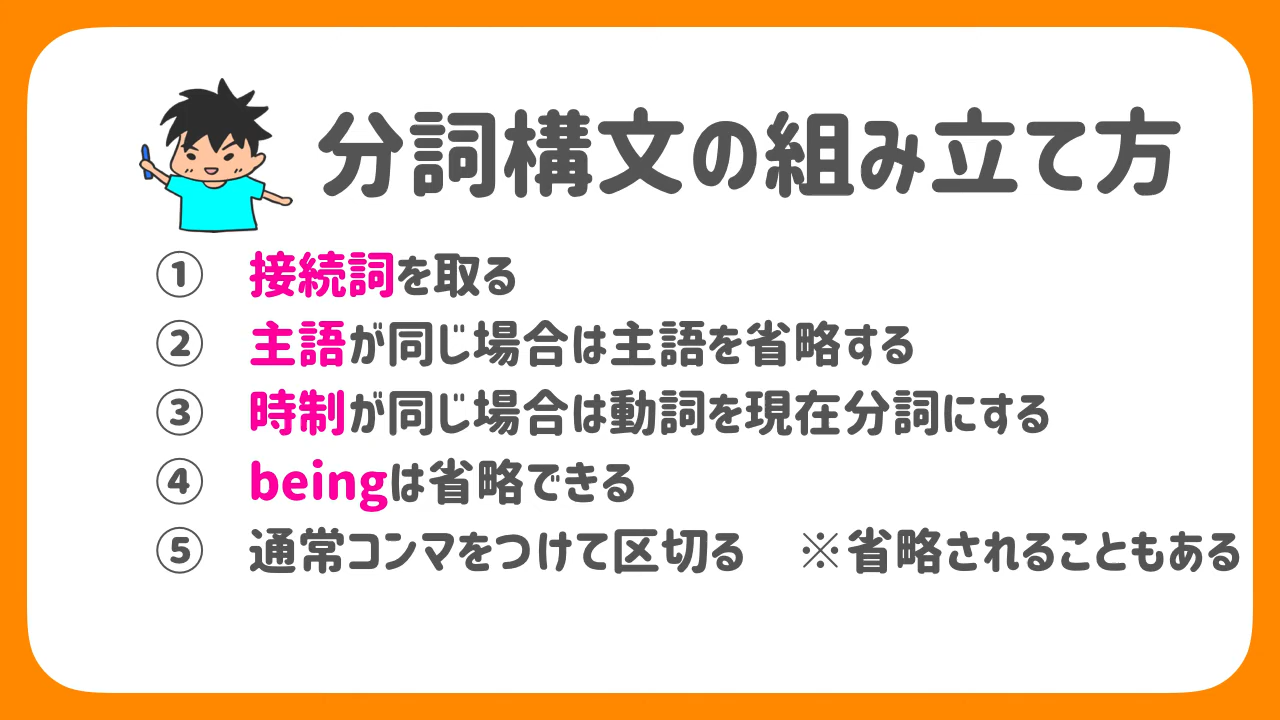 分詞構文の組み立て方
① 接続詞を取る
② 主語が同じ場合は主語を省略する
③ 時制が同じ場合は動詞を現在分詞にする
④ beingは省略できる
⑤ 通常コンマをつけて区切る ※省略されることもある